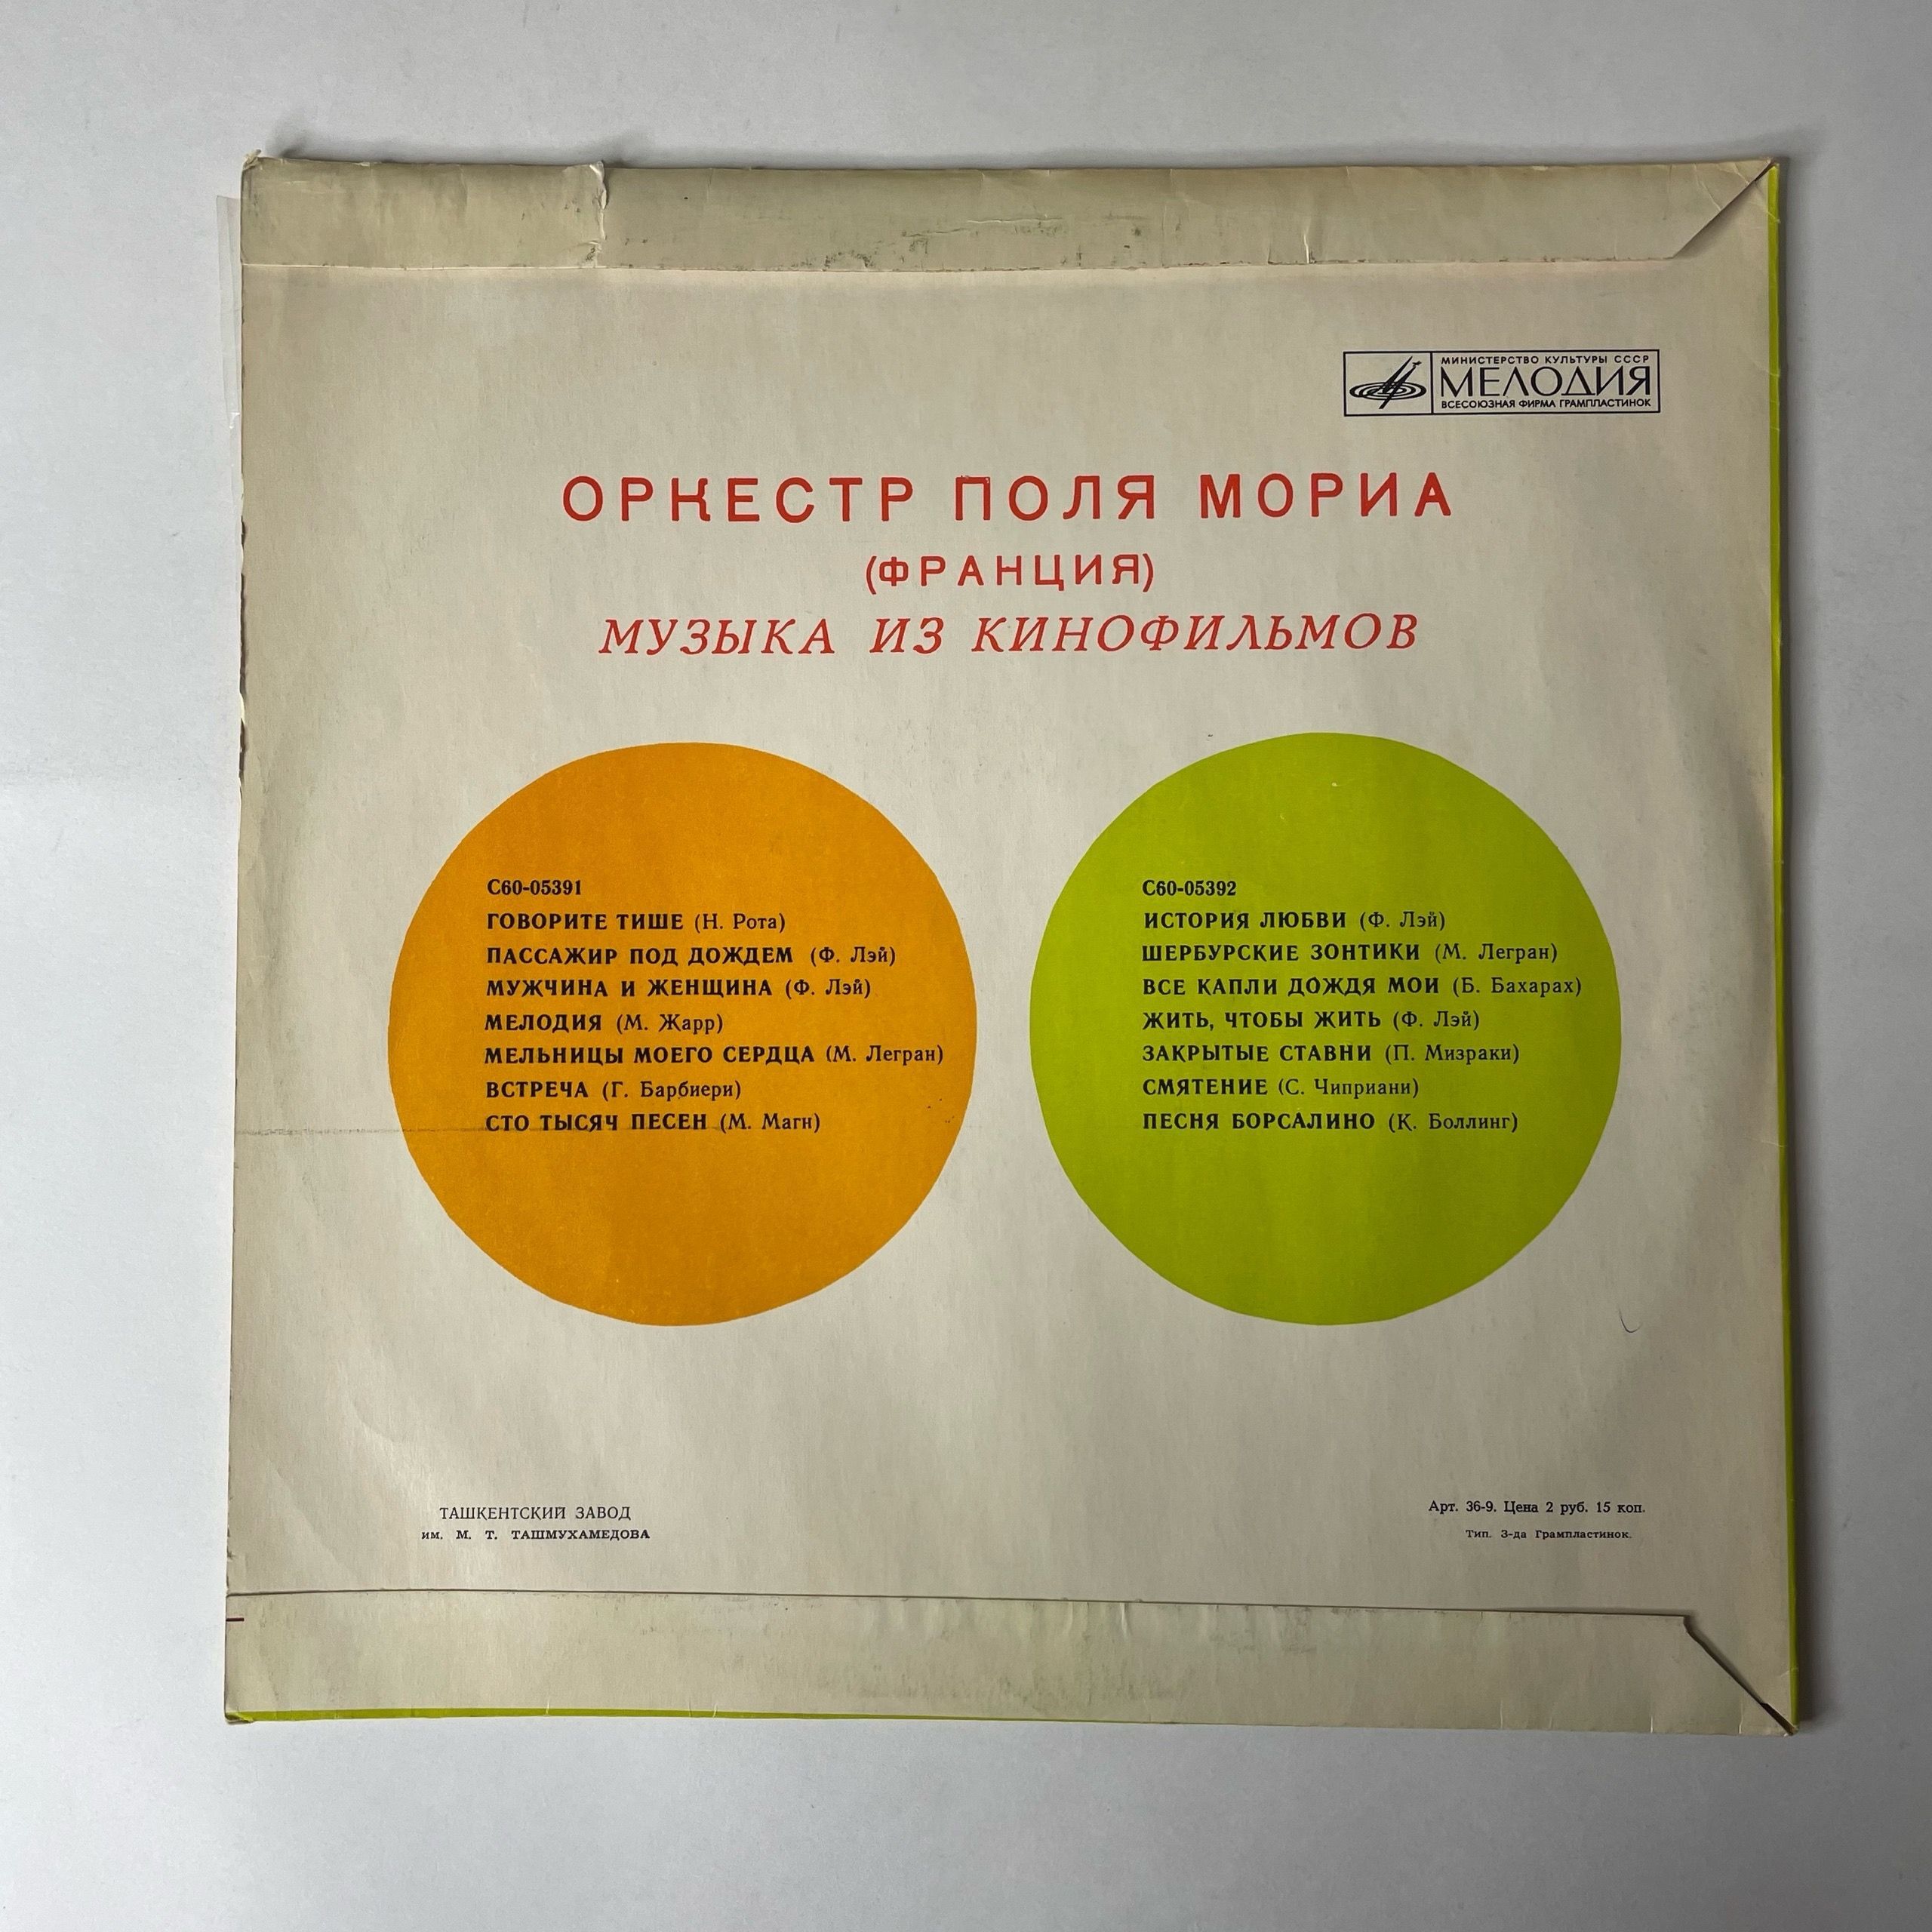 МИНИСТЕРСТВО КУЛЬТУРЫ СССР
МЕЛОДИЯ
ВСЕСОЮЗНАЯ ФИРМА ГРАМПЛАСТИНОК
ОРКЕСТР ПОЛЯ МОРИА
(ФРАНЦИЯ)
МУЗЫКА ИЗ КИНОФИЛЬМОВ
С60-05391
ГОВОРИТЕ ТИШЕ (Н. Рота)
ПАССАЖИР ПОД ДОЖДЕМ (Ф. Лэй)
МУЖЧИНА И ЖЕНЩИНА (Ф. Лэй)
МЕЛОДИЯ (М. Жарр)
МЕЛЬНИЦЫ МОЕГО СЕРДЦА (М. Легран)
ВСТРЕЧА (Г. Барбиери)
СТО ТЫСЯЧ ПЕСЕН (М. Магн)
С60-05392
ИСТОРИЯ ЛЮБВИ (Ф. Лэй)
ШЕРБУРСКИЕ ЗОНТИКИ (М. Легран)
ВСЕ КАПЛИ ДОЖДЯ МОИ (Б. Бахарах)
ЖИТЬ, ЧТОБЫ ЖИТЬ (Ф. Лэй)
ЗАКРЫТЫЕ СТАВНИ (П. Мизраки)
СМЯТЕНИЕ (С. Чиприани)
ПЕСНЯ БОРСАЛИНО (К. Боллинг)
ТАШКЕНТСКИЙ ЗАВОД
им. М. Т. ТАШМУХАМЕДОВА
Арт. 36-9. Цена 2 руб. 15 коп.
Тип. З-да Грампластинок.